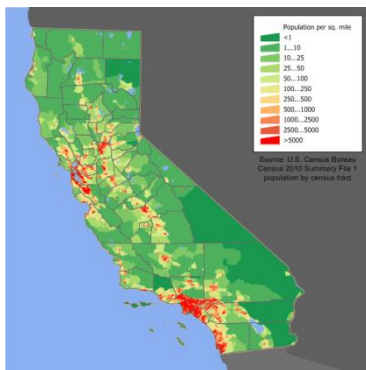 Population per sq. mile
<1
1...10
10...25
25...50
50...100
100...250
250...500
500...1000
1000...2500
2500...5000
>5000
Source: U.S. Census Bureau
Census 2010 Summary File 1
population by census tract